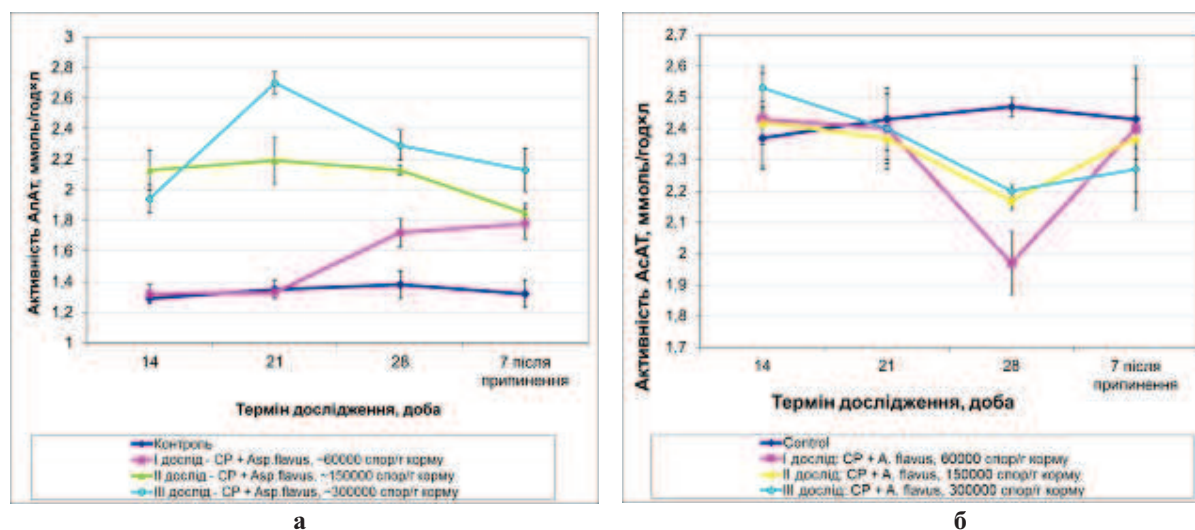 3
2,8
2,6
2,4
2,2
2
1,8
1,6
1,4
1,2
1
Активність АлАт, ммоль/год×л
14
21
28
7 після
припинення
Термін дослідження, доба
Контроль
I дослід - СР + Asp.flavus, ~60000 спор/г корму
II дослід - СР + Asp.flavus, ~150000 спор/г корму
III дослід - СР + Asp.flavus, ~300000 спор/г корму
а
2,7
2,6
2,5
2,4
2,3
2,2
2,1
2
1,9
1,8
1,7
Активність АсАТ, ммоль/год×л
14
21
28
7 після
припинення
Термін дослідження, доба
Control
I дослід: СР + A. flavus, 60000 спор/г корму
II дослід: СР + A. flavus, 150000 спор/г корму
III дослід: СР + A. flavus, 300000 спор/г корму
б